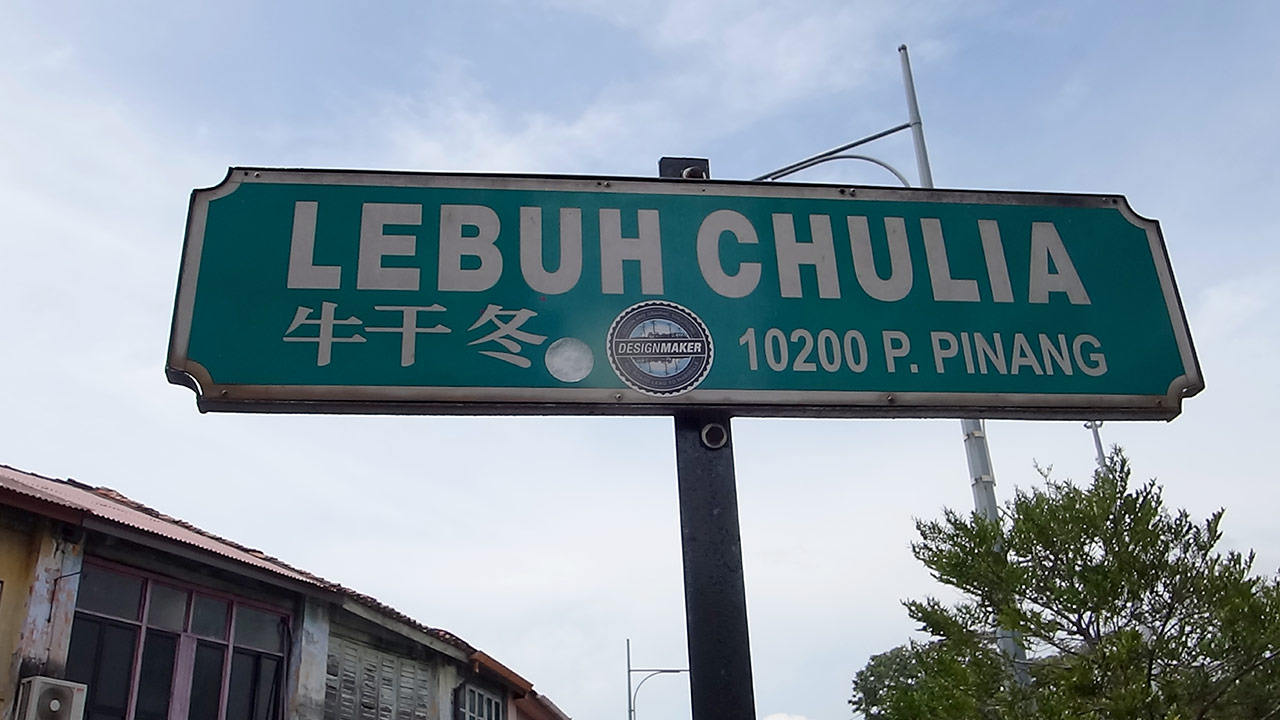 LEBUH CHULIA
牛干冬
DESIGNMAKER
10200 P. PINANG